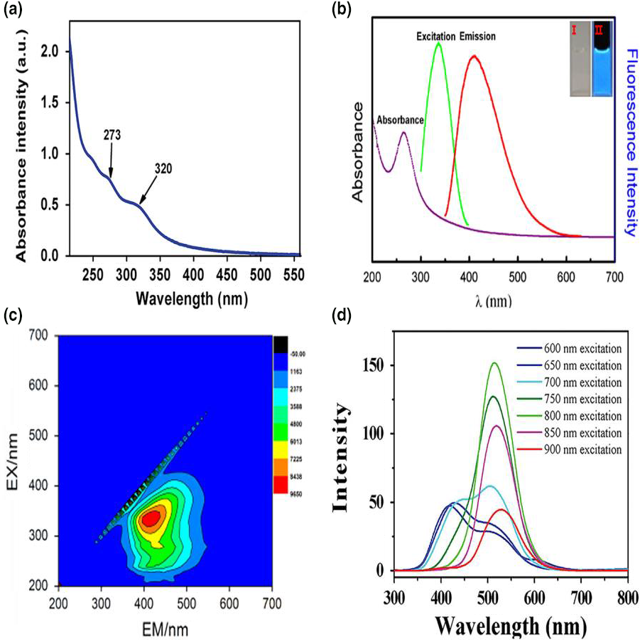 (a)
Absorbance intensity (a.u.)
2.0
1.5
1.0
0.5
0.0
273
320
250 300 350 400 450 500 550
Wavelength (nm)
(b)
Absorbance
Fluorescence Intensity
Excitation Emission
Absorbance
I II
200 300 400 500 600 700
λ (nm)
(c)
EX/nm
700
600
500
400
300
200
200 300 400 500 600 700
EM/nm
-50.00
1163
2375
3588
4800
6013
7225
8438
9650
(d)
Intensity
150
100
50
0
600 nm excitation
650 nm excitation
700 nm excitation
750 nm excitation
800 nm excitation
850 nm excitation
900 nm excitation
300 400 500 600 700 800
Wavelength (nm)